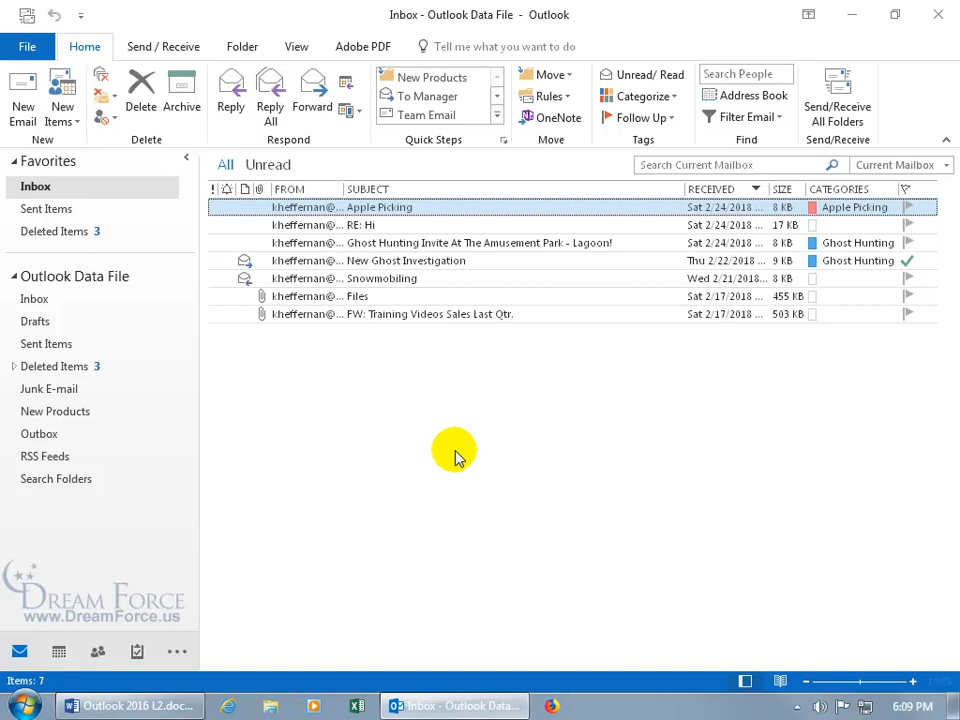 Inbox - Outlook Data File - Outlook
File Home Send / Receive Folder View Adobe PDF Tell me what you want to do
New Email
New Items
Delete
Archive
Reply
Reply All
Forward
New Products
To Manager
Team Email
Move
Rules
OneNote
Unread/ Read
Categorize
Follow Up
Search People
Address Book
Filter Email
Send/Receive All Folders
New Delete Respond Quick Steps Move Tags Find Send/Receive
Favorites
Inbox
Sent Items
Deleted Items 3
Outlook Data File
Inbox
Drafts
Sent Items
Deleted Items 3
Junk E-mail
New Products
Outbox
RSS Feeds
Search Folders
All Unread
Search Current Mailbox Current Mailbox
! FROM SUBJECT RECEIVED SIZE CATEGORIES
kheffernan@... Apple Picking Sat 2/24/2018 ... 8 KB Apple Picking
kheffernan@... RE: Hi Sat 2/24/2018 ... 17 KB
kheffernan@... Ghost Hunting Invite At The Amusement Park - Lagoon! Sat 2/24/2018 ... 8 KB Ghost Hunting
kheffernan@... New Ghost Investigation Thu 2/22/2018 ... 9 KB Ghost Hunting
kheffernan@... Snowmobiling Wed 2/21/2018... 8 KB
kheffernan@... Files Sat 2/17/2018 ... 455 KB
kheffernan@... FW: Training Videos Sales Last Qtr. Sat 2/17/2018 ... 503 KB
DREAM FORCE
www.DreamForce.us
Items: 7
Outlook 2016 L2.doc... Inbox - Outlook Data... 6:09 PM